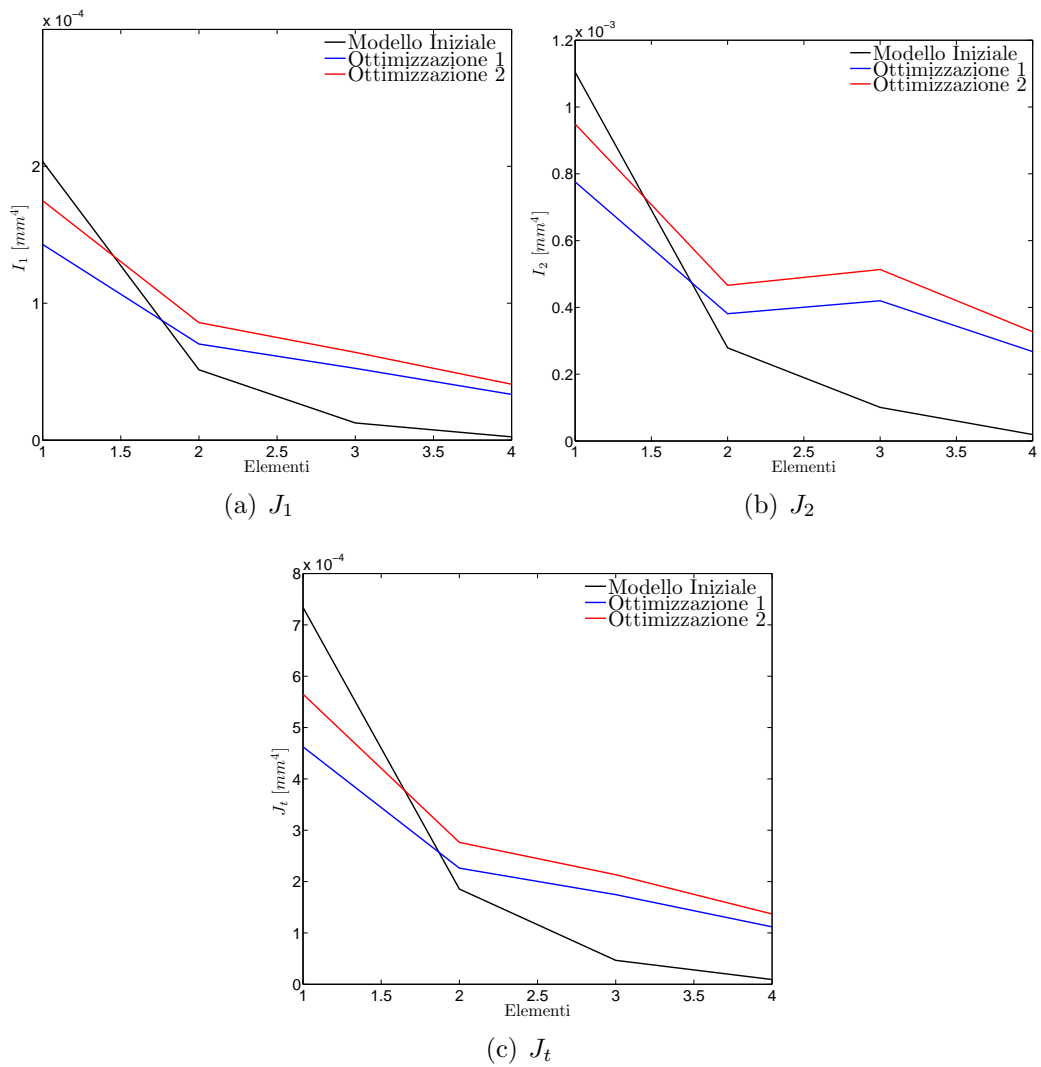 x 10^-4
Modello Iniziale
Ottimizzazione 1
Ottimizzazione 2
2
1
0
I_1 [mm^4]
1 1.5 2 2.5 3 3.5 4
Elementi
(a) J_1
x 10^-3
1.2
Modello Iniziale
Ottimizzazione 1
Ottimizzazione 2
1
0.8
0.6
0.4
0.2
0
I_2 [mm^4]
1 1.5 2 2.5 3 3.5 4
Elementi
(b) J_2
x 10^-4
8
Modello Iniziale
Ottimizzazione 1
Ottimizzazione 2
7
6
5
4
3
2
1
0
J_t [mm^4]
1 1.5 2 2.5 3 3.5 4
Elementi
(c) J_t